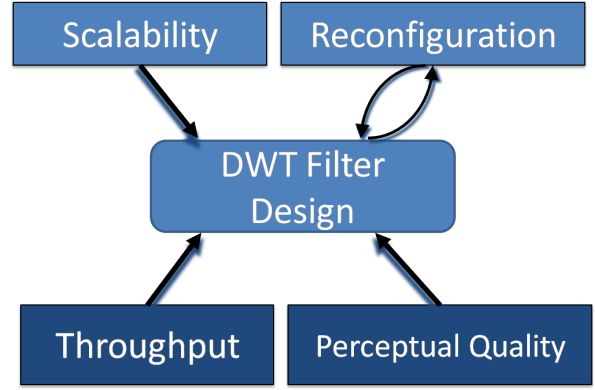 Scalability
Reconfiguration
DWT Filter
Design
Throughput
Perceptual Quality